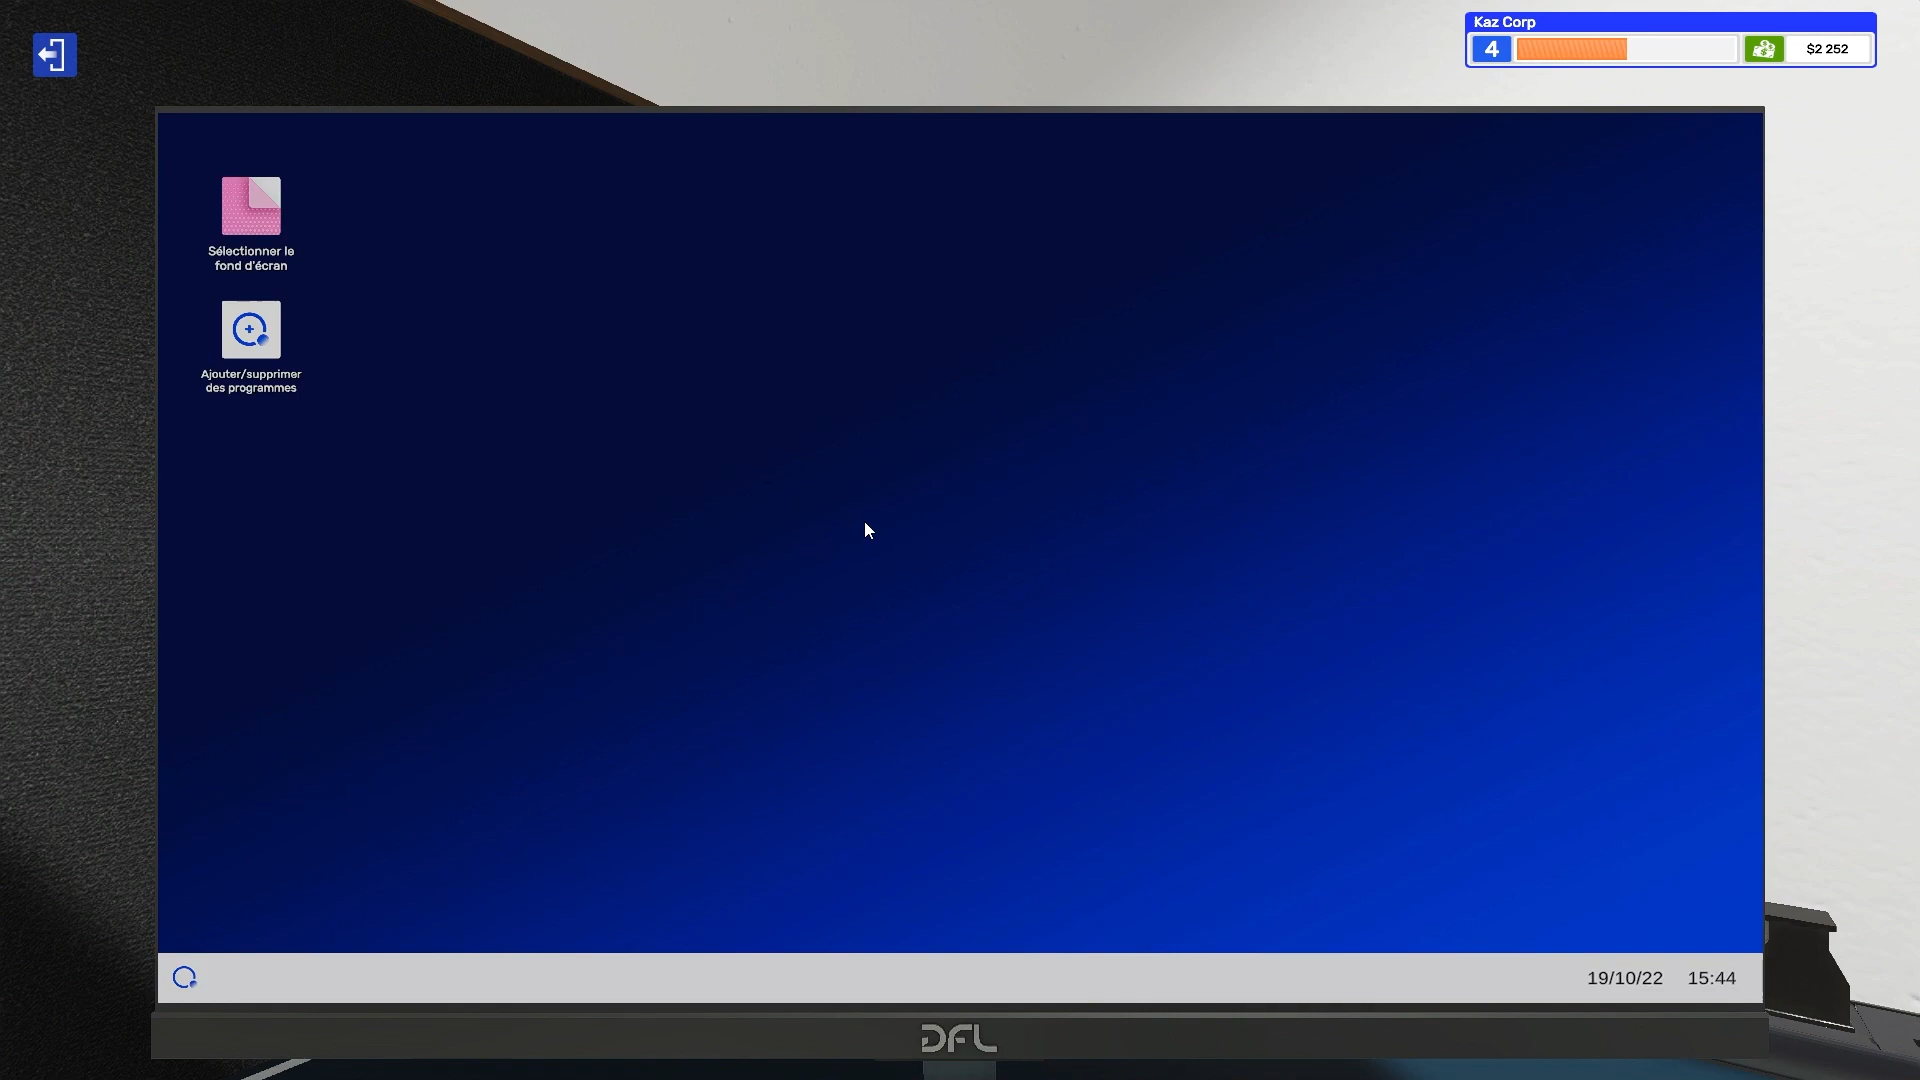 Kaz Corp
4
$2 252
Sélectionner le
fond d'écran
Ajouter/supprimer
des programmes
19/10/22 15:44
DFL